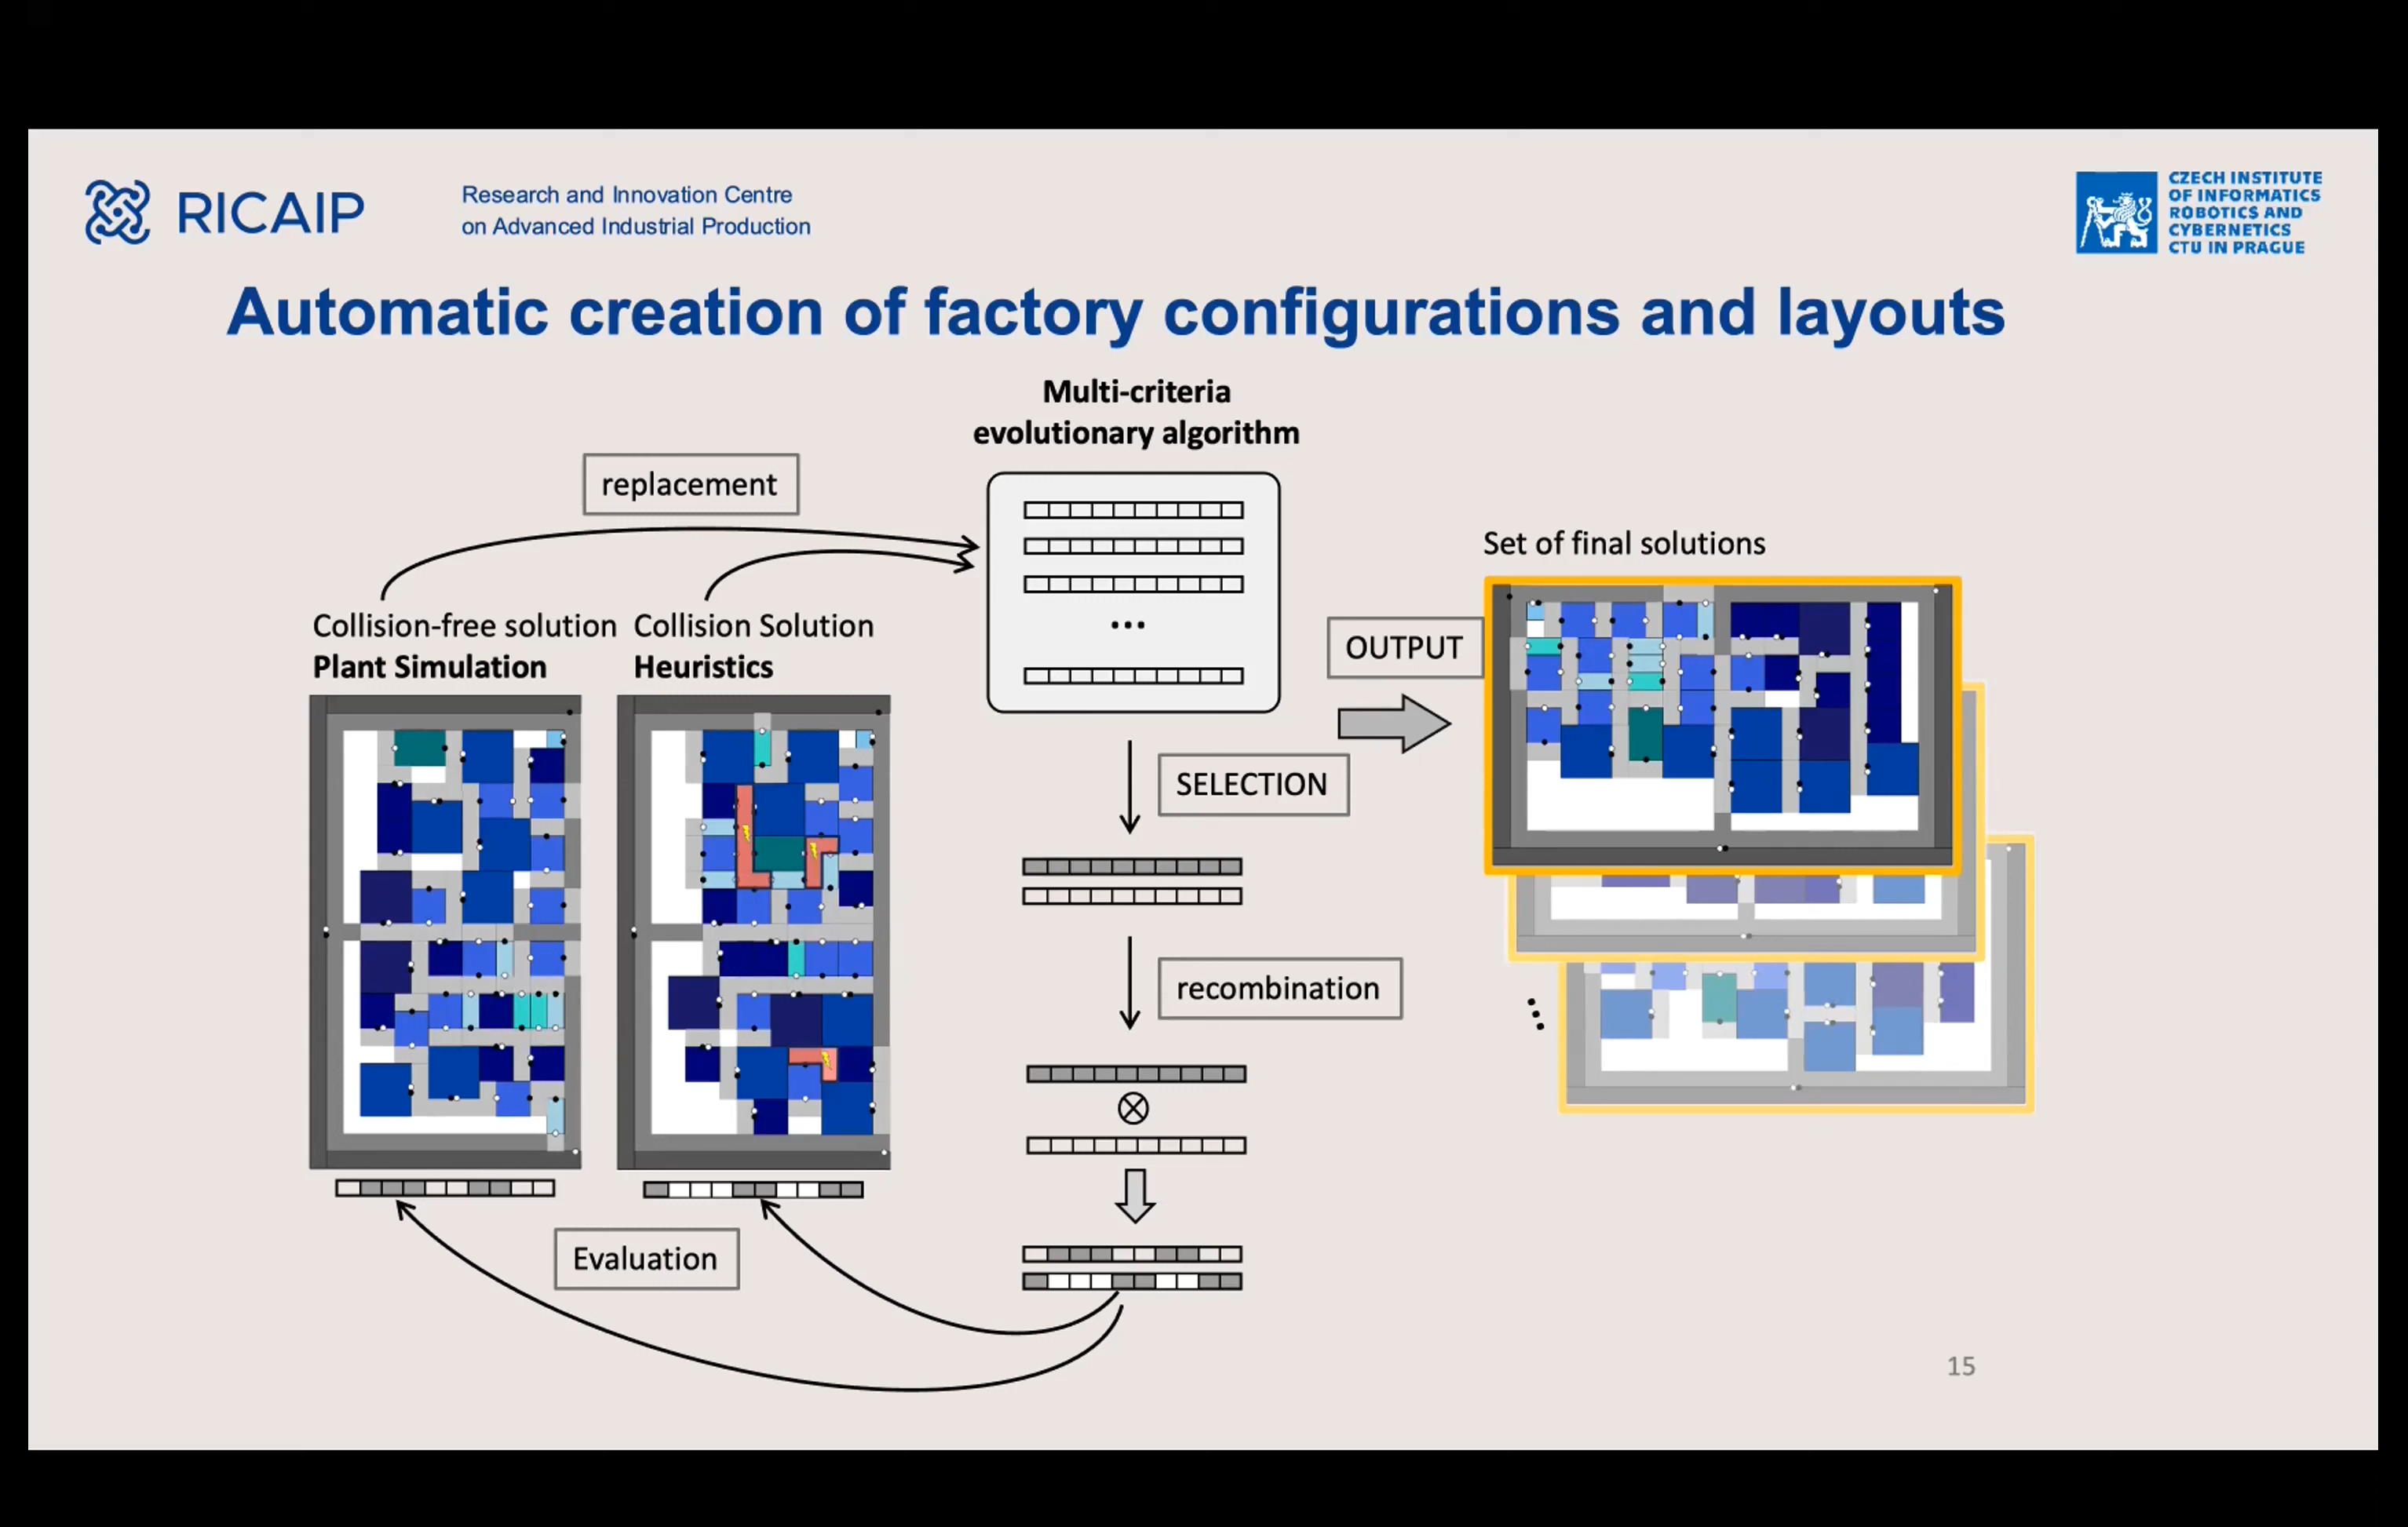 RICAIP
Research and Innovation Centre
on Advanced Industrial Production
CZECH INSTITUTE
OF INFORMATICS
ROBOTICS AND
CYBERNETICS
CTU IN PRAGUE
Automatic creation of factory configurations and layouts
Multi-criteria
evolutionary algorithm
replacement
Set of final solutions
Collision-free solution
Plant Simulation
Collision Solution
Heuristics
...
OUTPUT
SELECTION
recombination
Evaluation
15